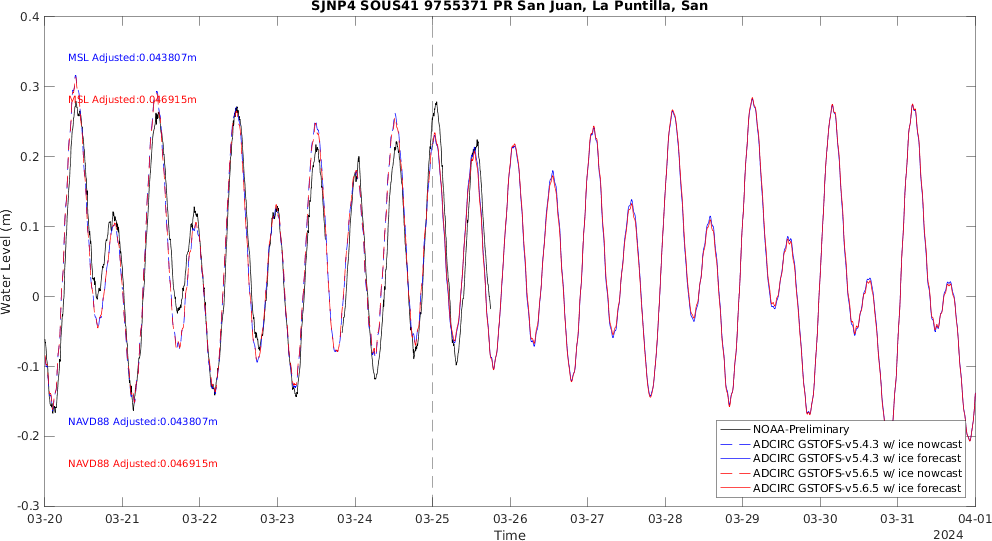 SJNP4 SOUS41 9755371 PR San Juan, La Puntilla, San
0.4
MSL Adjusted:0.043807m
0.3
MSL Adjusted:0.046915m
0.2
0.1
Water Level (m)
0
-0.1
NAVD88 Adjusted:0.043807m
-0.2
NAVD88 Adjusted:0.046915m
-0.3
NOAA-Preliminary
ADCIRC GSTOFS-v5.4.3 w/ ice nowcast
ADCIRC GSTOFS-v5.4.3 w/ ice forecast
ADCIRC GSTOFS-v5.6.5 w/ ice nowcast
ADCIRC GSTOFS-v5.6.5 w/ ice forecast
03-20 03-21 03-22 03-23 03-24 03-25 03-26 03-27 03-28 03-29 03-30 03-31 04-01
Time 2024